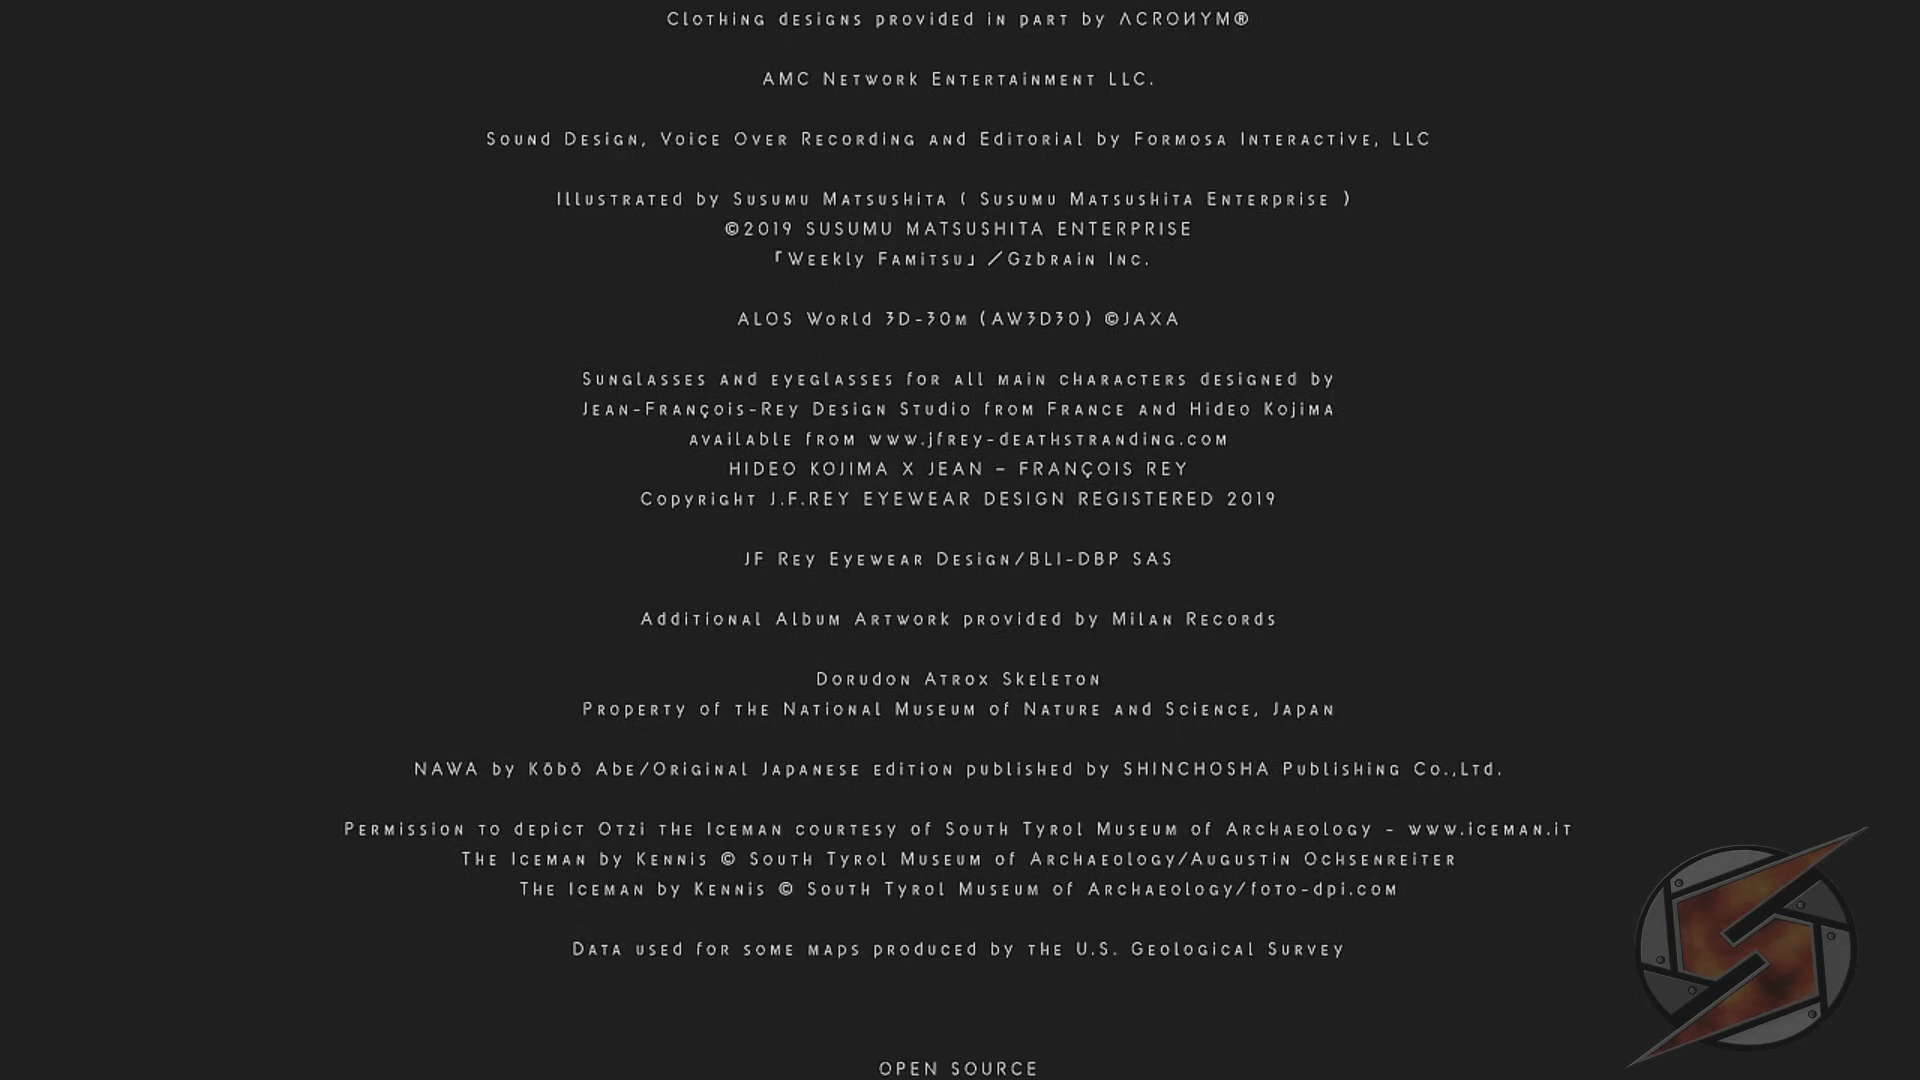 Clothing designs provided in part by ΛCROИYM®
AMC Network Entertainment LLC.
Sound Design, Voice Over Recording and Editorial by Formosa Interactive, LLC
Illustrated by Susumu Matsushita ( Susumu Matsushita Enterprise )
©2019 SUSUMU MATSUSHITA ENTERPRISE
「Weekly Famitsu」／Gzbrain Inc.
ALOS World 3D-30m (AW3D30) ©JAXA
Sunglasses and eyeglasses for all main characters designed by
Jean-François-Rey Design Studio from France and Hideo Kojima
available from www.jfrey-deathstranding.com
HIDEO KOJIMA X JEAN – FRANÇOIS REY
Copyright J.F.REY EYEWEAR DESIGN REGISTERED 2019
JF Rey Eyewear Design/BLI-DBP SAS
Additional Album Artwork provided by Milan Records
Dorudon Atrox Skeleton
Property of the National Museum of Nature and Science, Japan
NAWA by Kōbō Abe/Original Japanese edition published by SHINCHOSHA Publishing Co.,Ltd.
Permission to depict Otzi the Iceman courtesy of South Tyrol Museum of Archaeology - www.iceman.it
The Iceman by Kennis © South Tyrol Museum of Archaeology/Augustin Ochsenreiter
The Iceman by Kennis © South Tyrol Museum of Archaeology/foto-dpi.com
Data used for some maps produced by the U.S. Geological Survey
OPEN SOURCE